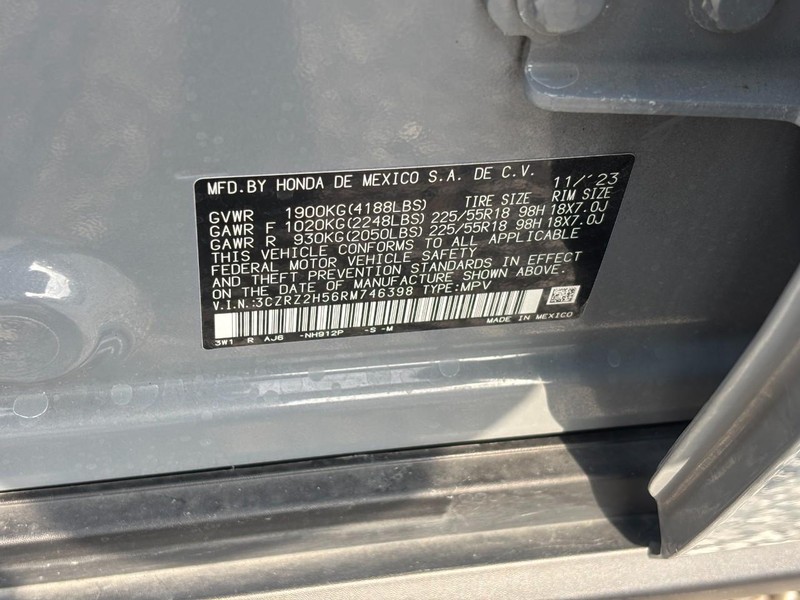 MFD.BY HONDA DE MEXICO S.A. DE C.V. 11/'23
TIRE SIZE RIM SIZE
GVWR 1900KG(4188LBS)
GAWR F 1020KG(2248LBS) 225/55R18 98H 18X7.0J
GAWR R 930KG(2050LBS) 225/55R18 98H 18X7.0J
THIS VEHICLE CONFORMS TO ALL APPLICABLE
FEDERAL MOTOR VEHICLE SAFETY
AND THEFT PREVENTION STANDARDS IN EFFECT
ON THE DATE OF MANUFACTURE SHOWN ABOVE.
V.I.N.:3CZRZ2H56RM746398 TYPE:MPV
MADE IN MEXICO
3W1 R AJ6 -NH912P -S -M